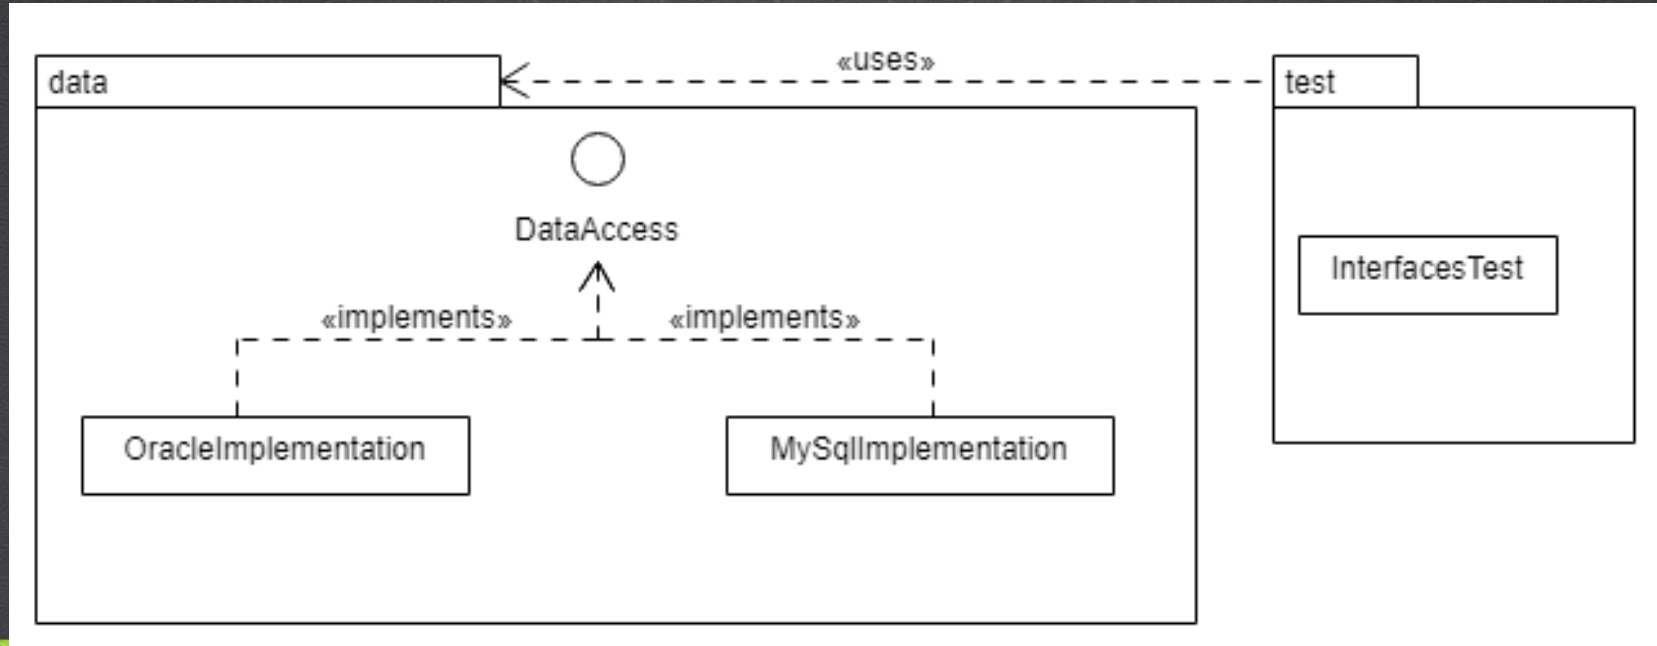 data
«uses»
test
DataAccess
InterfacesTest
«implements»
«implements»
OracleImplementation
MySqlImplementation